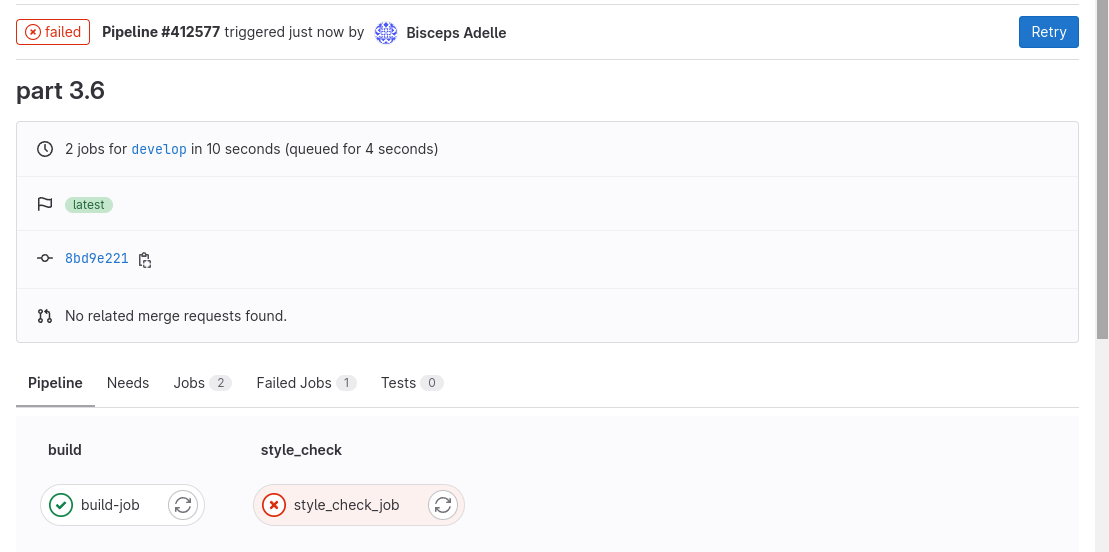 failed Pipeline #412577 triggered just now by Bisceps Adelle Retry
part 3.6
2 jobs for develop in 10 seconds (queued for 4 seconds)
latest
8bd9e221
No related merge requests found.
Pipeline Needs Jobs 2 Failed Jobs 1 Tests 0
build style_check
build-job style_check_job